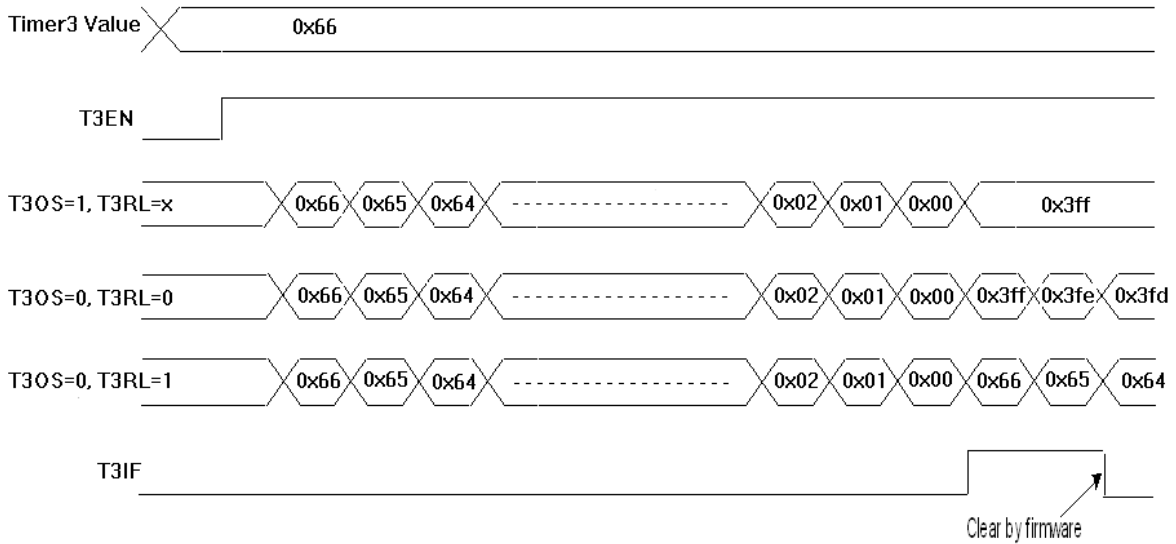 Timer3 Value 0x66
T3EN
T3OS=1, T3RL=x 0x66 0x65 0x64 0x02 0x01 0x00 0x3ff
T3OS=0, T3RL=0 0x66 0x65 0x64 0x02 0x01 0x00 0x3ff 0x3fe 0x3fd
T3OS=0, T3RL=1 0x66 0x65 0x64 0x02 0x01 0x00 0x66 0x65 0x64
T3IF
Clear by firmware